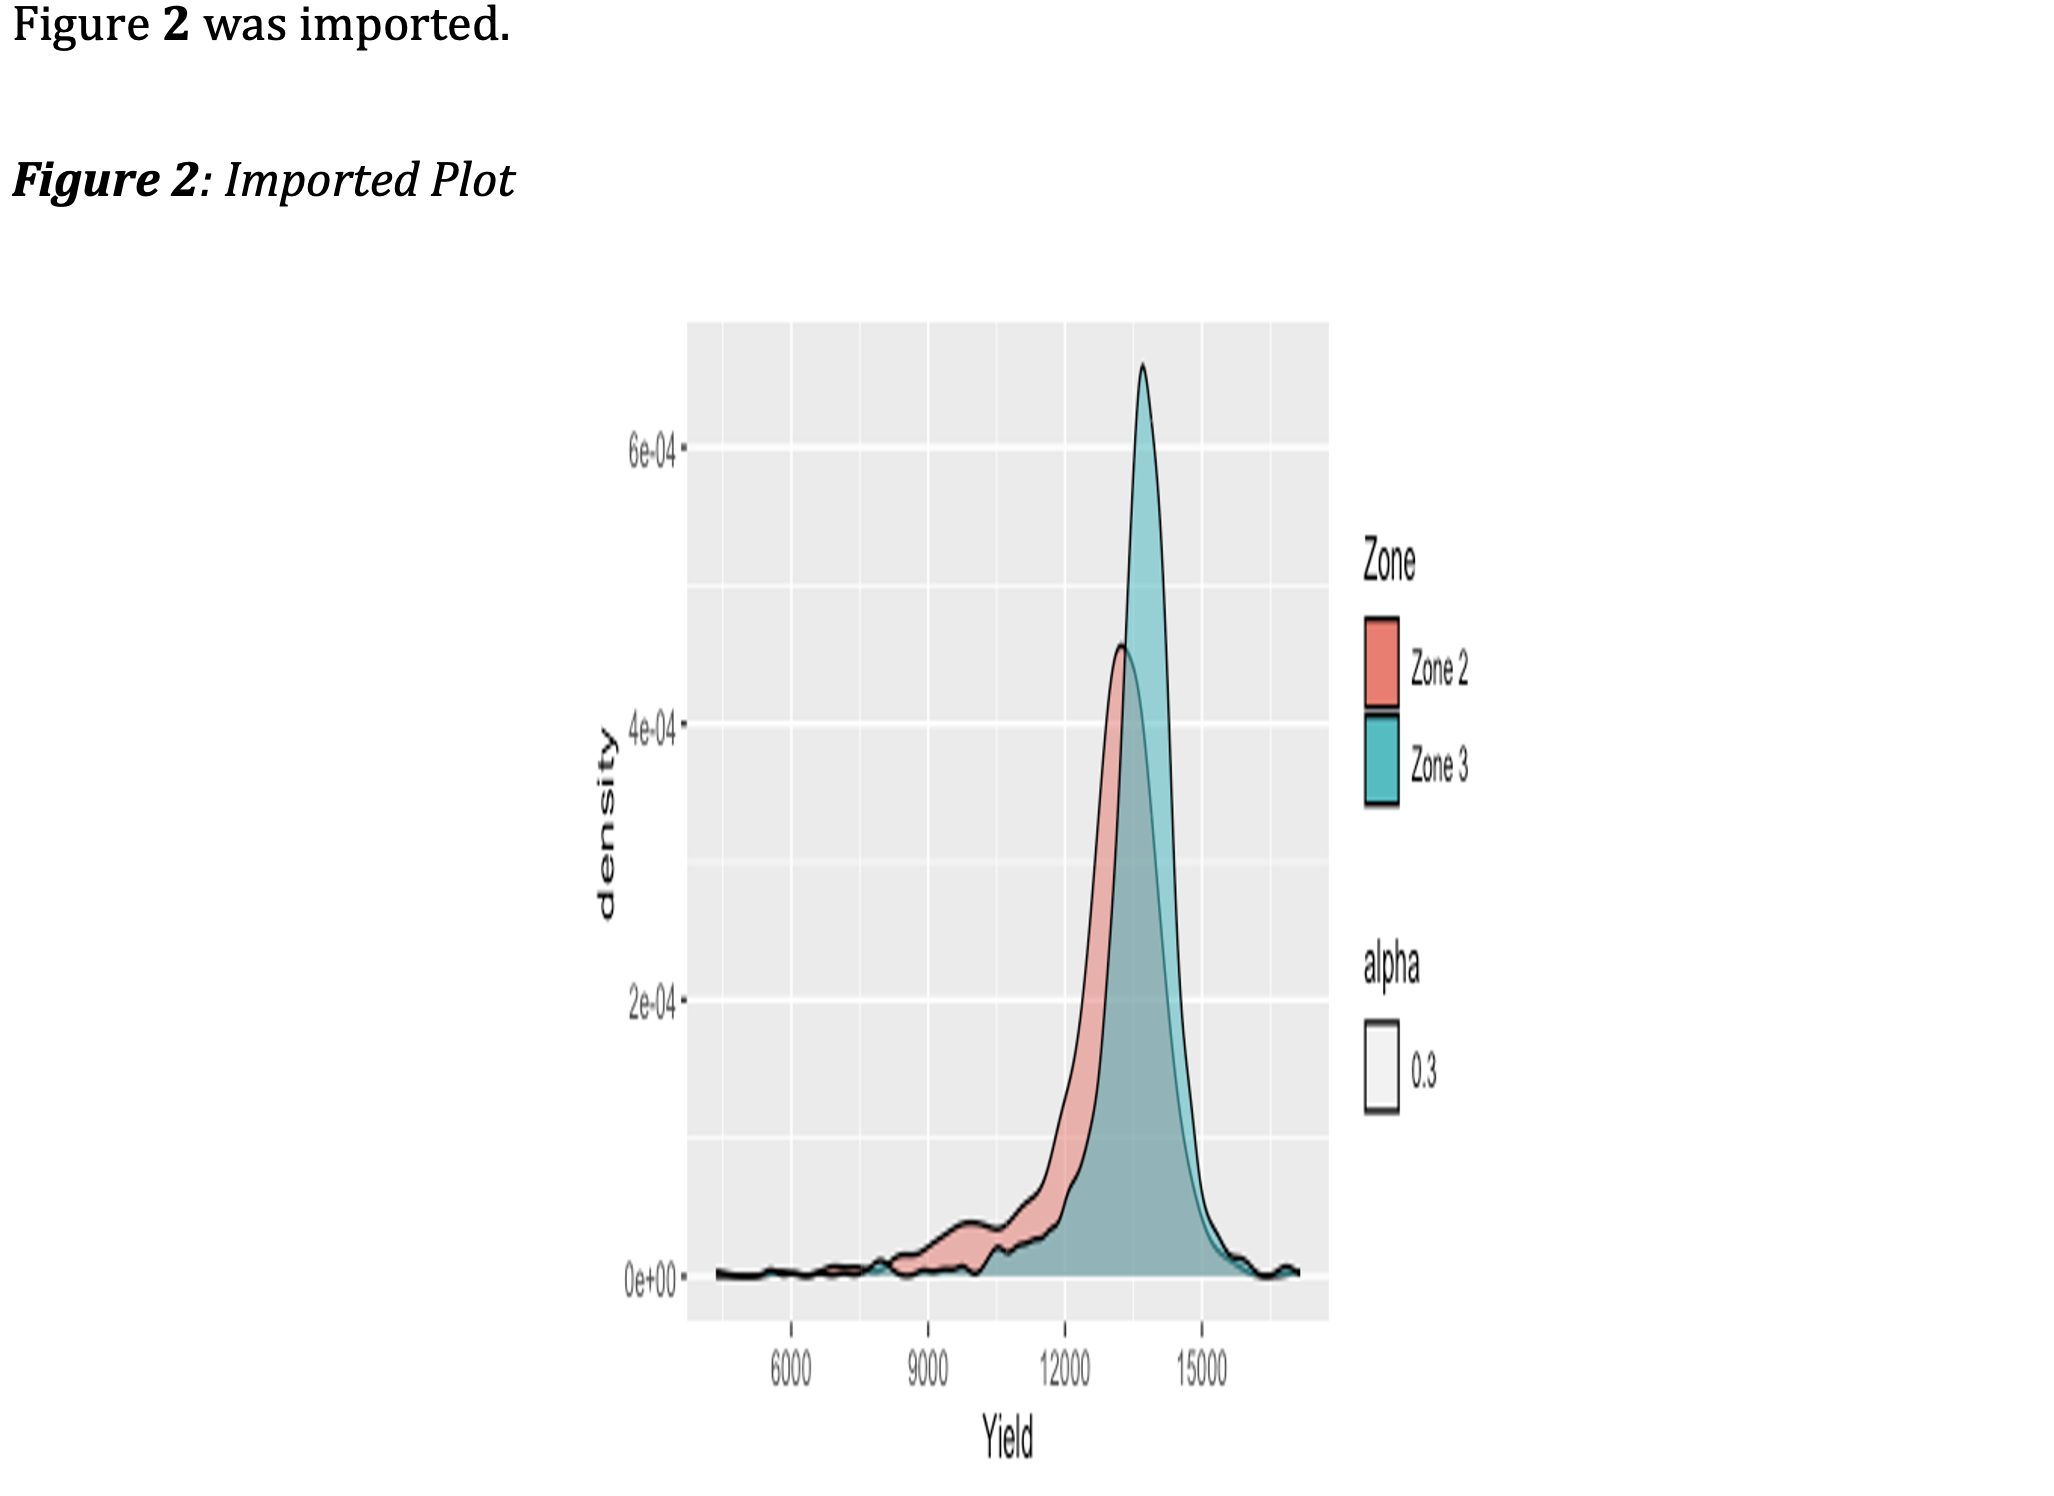 Figure 2 was imported.
Figure 2: Imported Plot
6e-04
4e-04
2e-04
0e+00
density
6000 9000 12000 15000
Yield
Zone
Zone 2
Zone 3
alpha
0.3